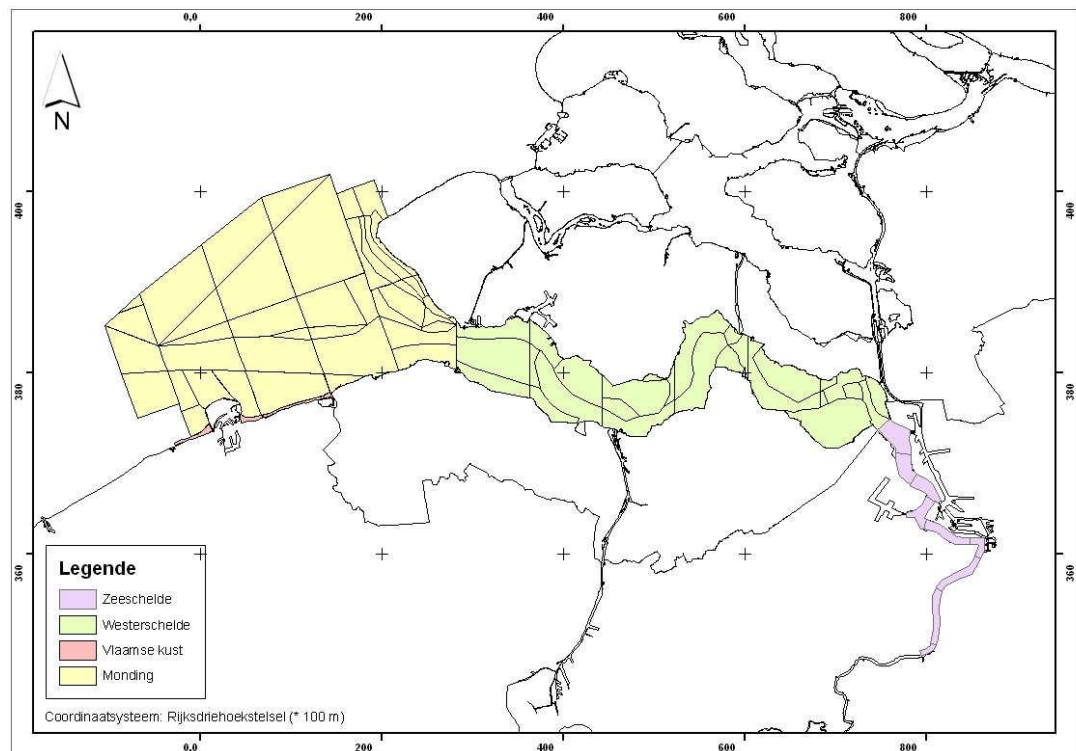 0,0 200 400 600 800
N
400 400
380 380
360 360
Legende
Zeeschelde
Westerschelde
Vlaamse kust
Monding
Coordinaatsysteem: Rijksdriehoekstelsel (* 100 m)
0,0 200 400 600 800